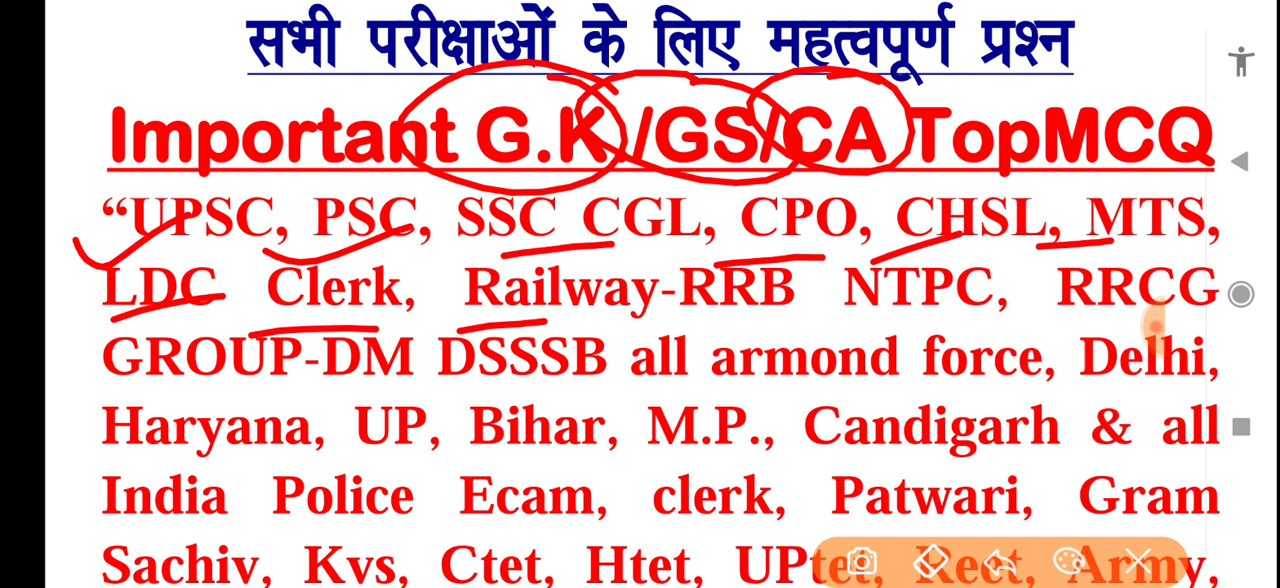 सभी परीक्षाओं के लिए महत्वपूर्ण प्रश्न
Important G.K/GS/CA TopMCQ
“UPSC, PSC, SSC CGL, CPO, CHSL, MTS,
LDC Clerk, Railway-RRB NTPC, RRCG
GROUP-DM DSSSB all armond force, Delhi,
Haryana, UP, Bihar, M.P., Candigarh & all
India Police Ecam, clerk, Patwari, Gram
Sachiv, Kvs, Ctet, Htet, UPtet, Reet, Army,